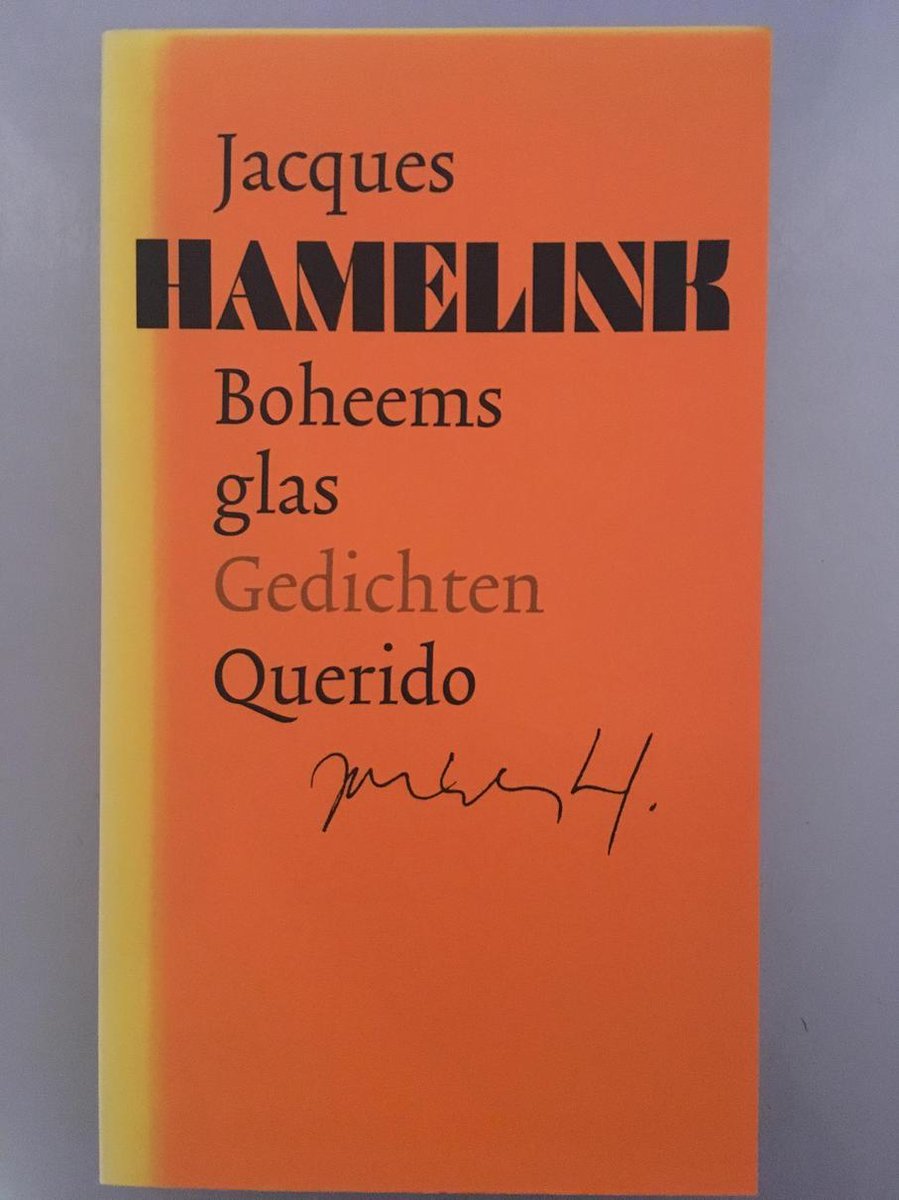 Jacques
HAMELINK
Boheems
glas
Gedichten
Querido